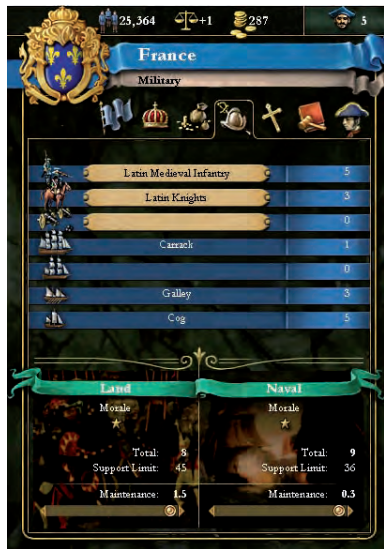 25,364 +1 287 5
France
Military
Latin Medieval Infantry 5
Latin Knights 3
0
Carrack 1
0
Galley 3
Cog 5
Land Naval
Morale Morale
Total: 8 Total: 9
Support Limit: 45 Support Limit: 36
Maintenance: 1.5 Maintenance: 0.3